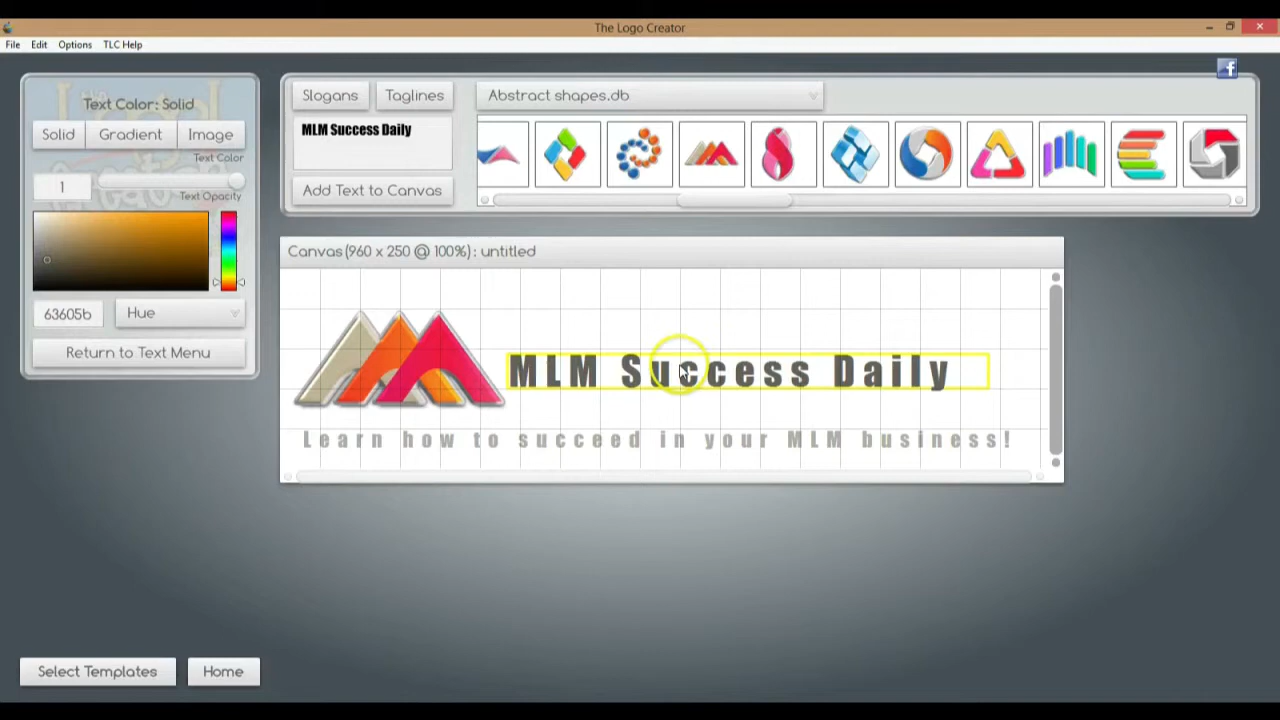 The Logo Creator
File Edit Options TLC Help
Text Color: Solid
Solid Gradient Image
Text Color
1
Text Opacity
63605b Hue
Return to Text Menu
Slogans Taglines Abstract shapes.db
MLM Success Daily
Add Text to Canvas
Canvas (960 x 250 @ 100%) : untitled
MLM Success Daily
Learn how to succeed in your MLM business!
Select Templates Home